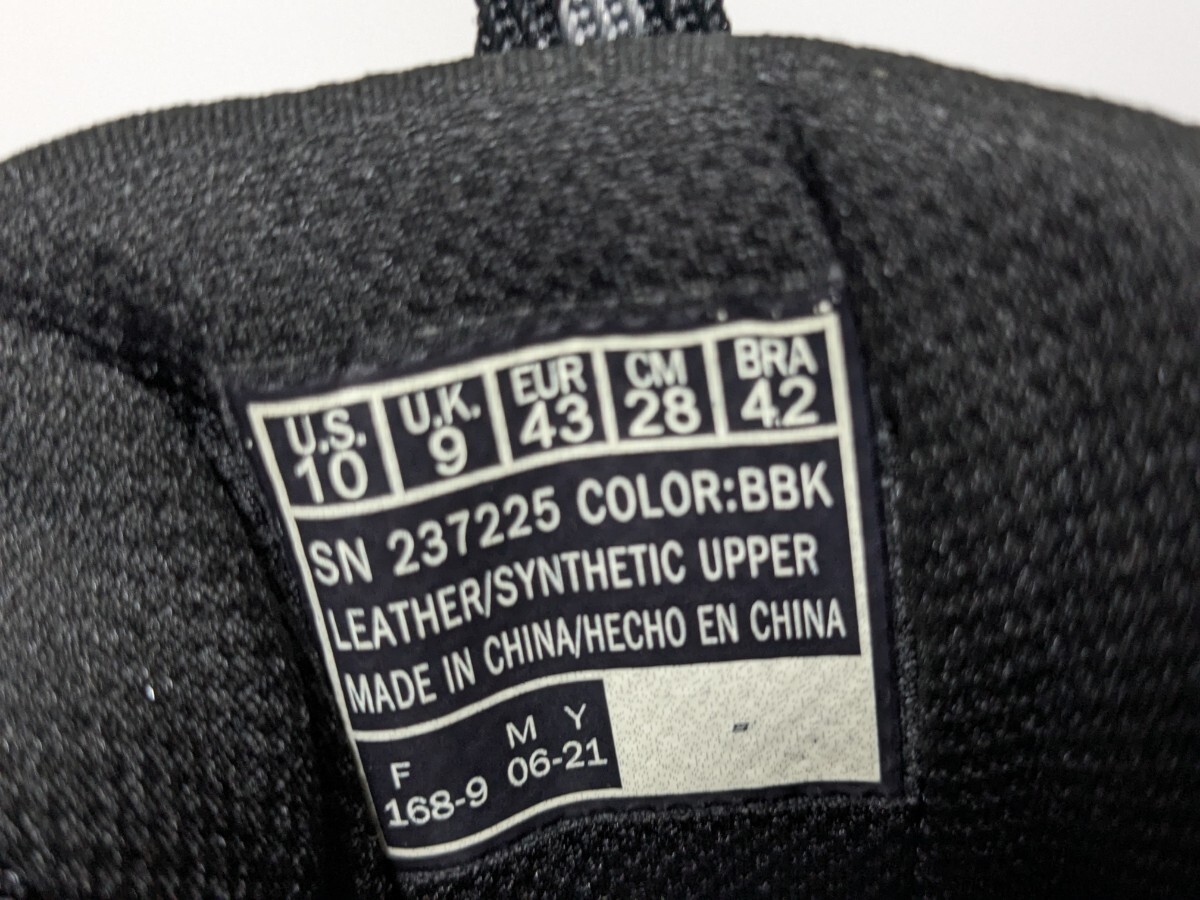 U.S. U.K. EUR CM BRA
10 9 43 28 42
SN 237225 COLOR:BBK
LEATHER/SYNTHETIC UPPER
MADE IN CHINA/HECHO EN CHINA
F M Y
168-9 06-21